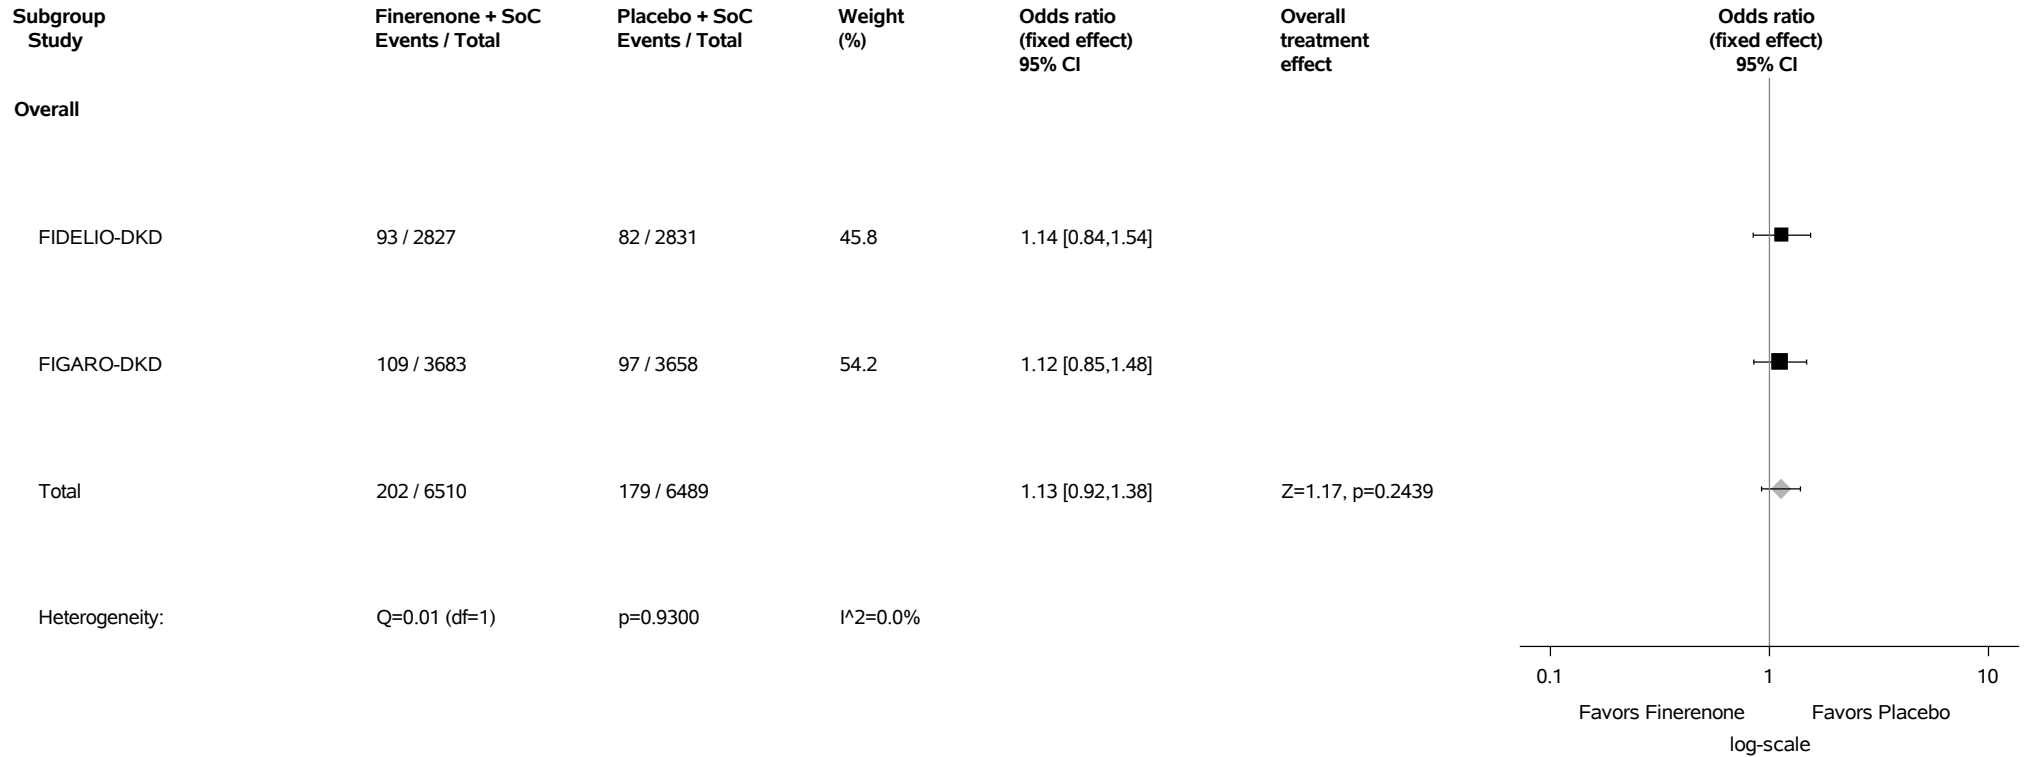 Subgroup Finerenone + SoC Placebo + SoC Weight Odds ratio Overall Odds ratio
Study Events / Total Events / Total (%) (fixed effect) treatment (fixed effect)
95% CI effect 95% CI
Overall
FIDELIO-DKD 93 / 2827 82 / 2831 45.8 1.14 [0.84,1.54]
FIGARO-DKD 109 / 3683 97 / 3658 54.2 1.12 [0.85,1.48]
Total 202 / 6510 179 / 6489 1.13 [0.92,1.38] Z=1.17, p=0.2439
Heterogeneity: Q=0.01 (df=1) p=0.9300 I^2=0.0%
0.1 1 10
Favors Finerenone Favors Placebo
log-scale